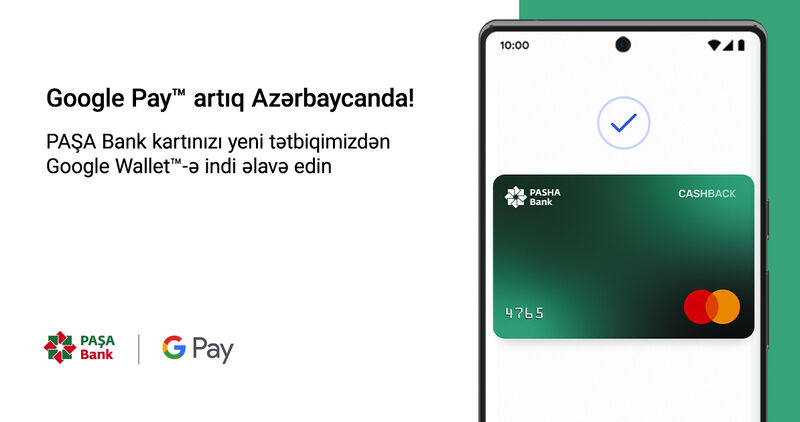 Google Pay™ artıq Azərbaycanda!
PAŞA Bank kartınızı yeni tətbiqimizdən
Google Wallet™-ə indi əlavə edin
PAŞA
Bank
G Pay
10:00
PASHA
Bank
CASHBACK
4765